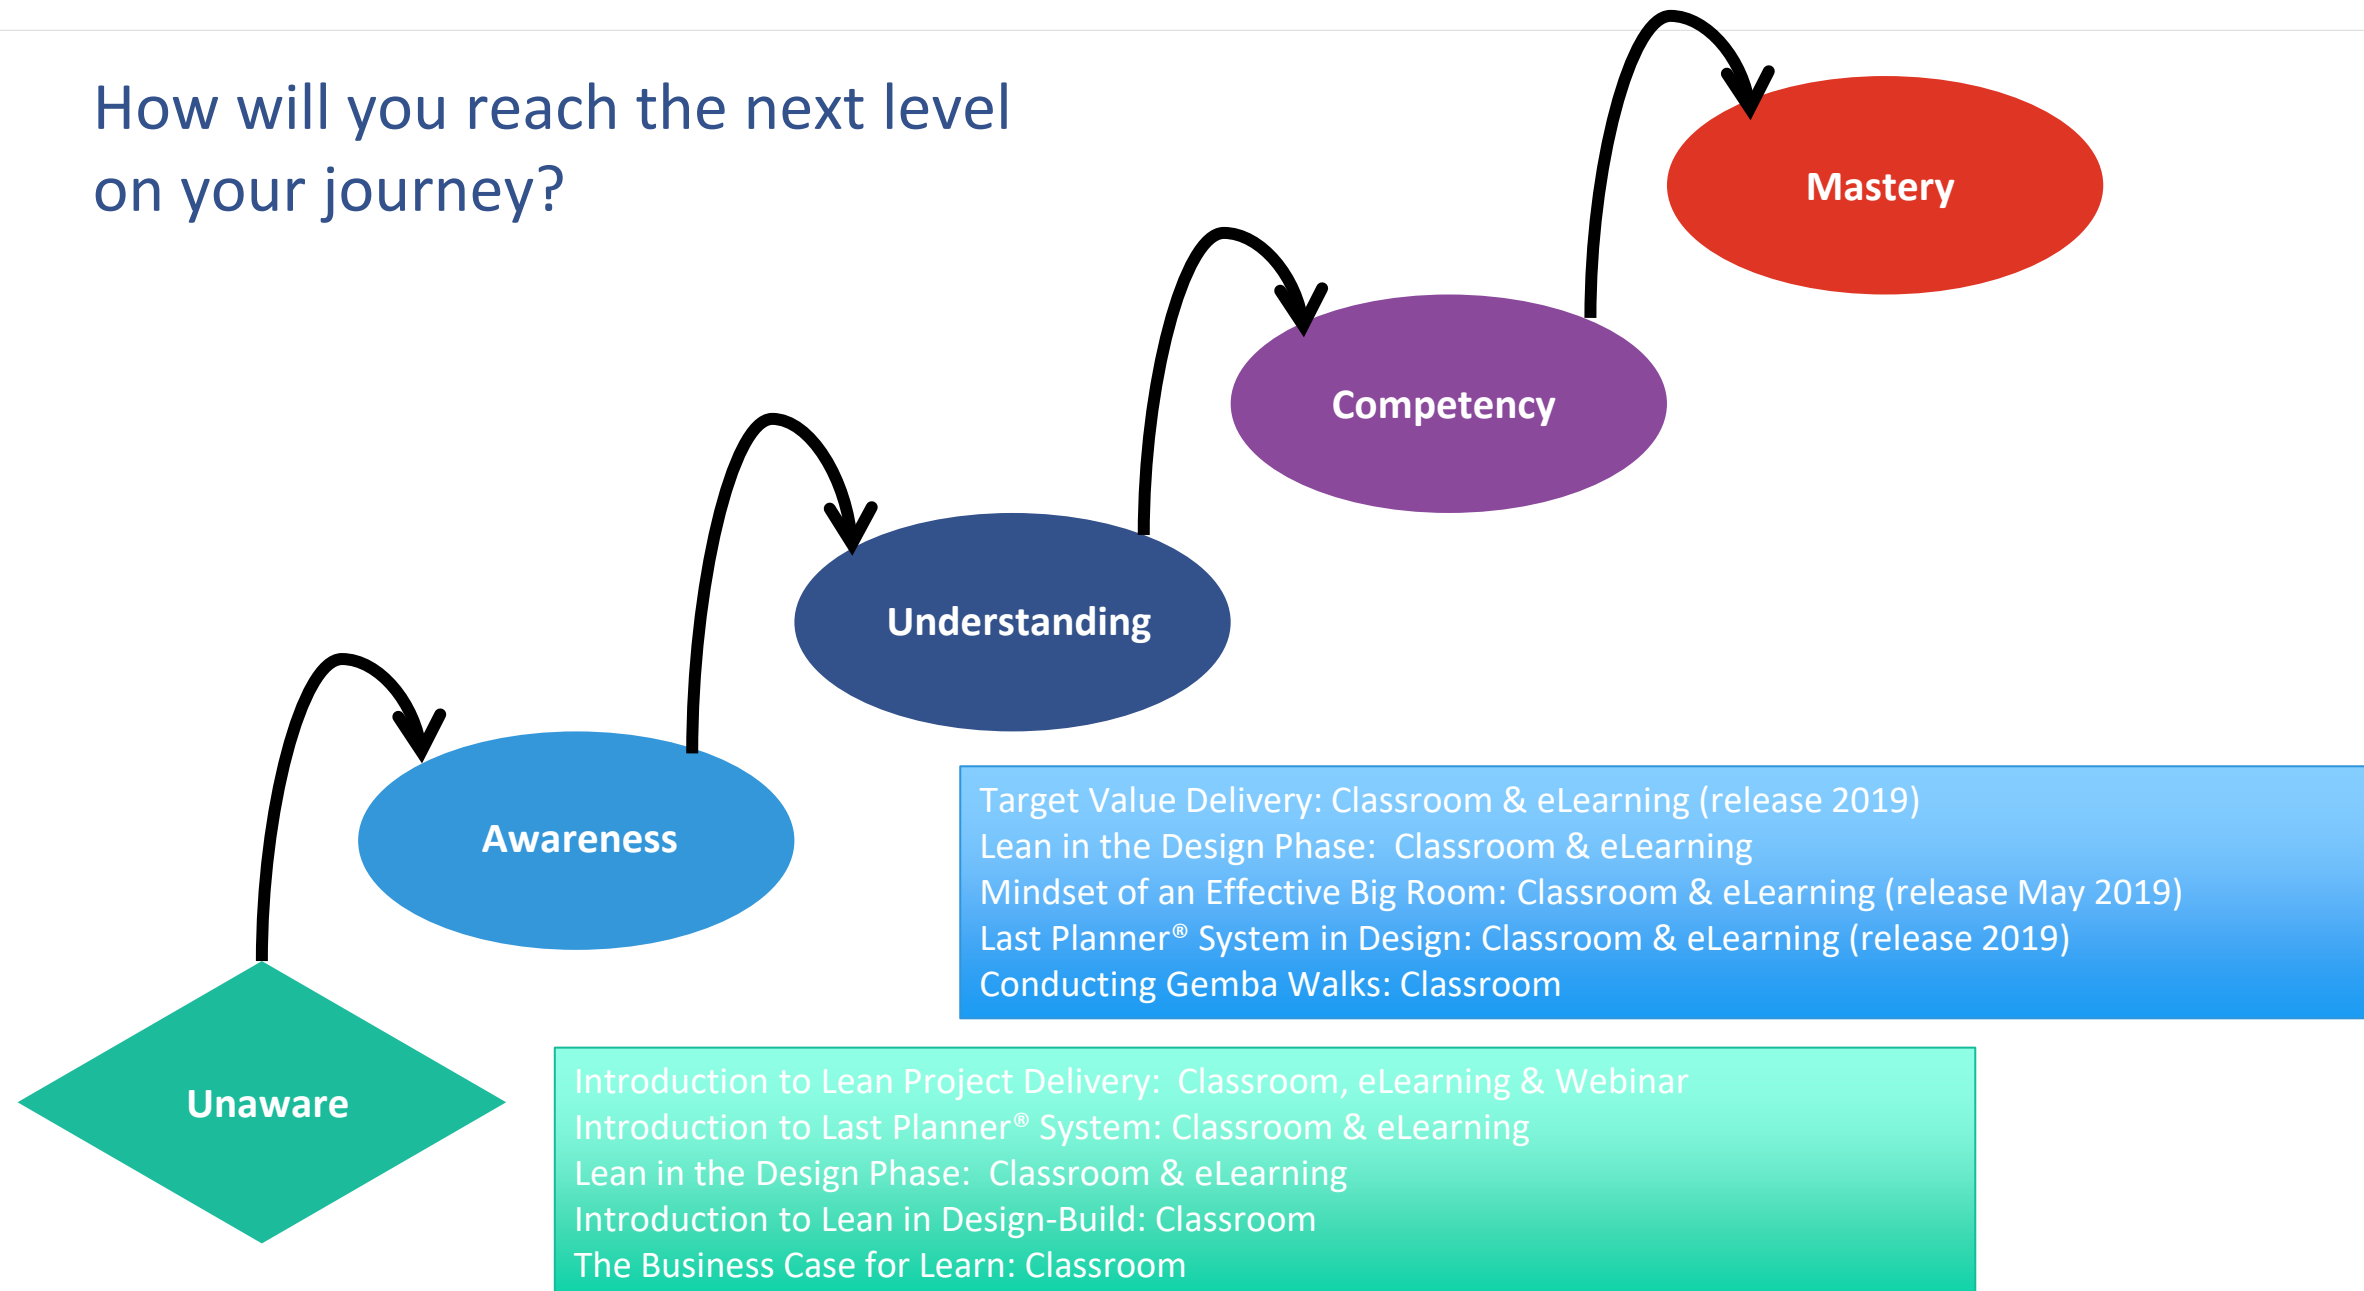 How will you reach the next level
on your journey?
Mastery
Competency
Understanding
Awareness
Unaware
Target Value Delivery: Classroom & eLearning (release 2019)
Lean in the Design Phase:  Classroom & eLearning
Mindset of an Effective Big Room: Classroom & eLearning (release May 2019)
Last Planner® System in Design: Classroom & eLearning (release 2019)
Conducting Gemba Walks: Classroom
Introduction to Lean Project Delivery:  Classroom, eLearning & Webinar
Introduction to Last Planner® System: Classroom & eLearning
Lean in the Design Phase:  Classroom & eLearning
Introduction to Lean in Design-Build: Classroom
The Business Case for Learn: Classroom